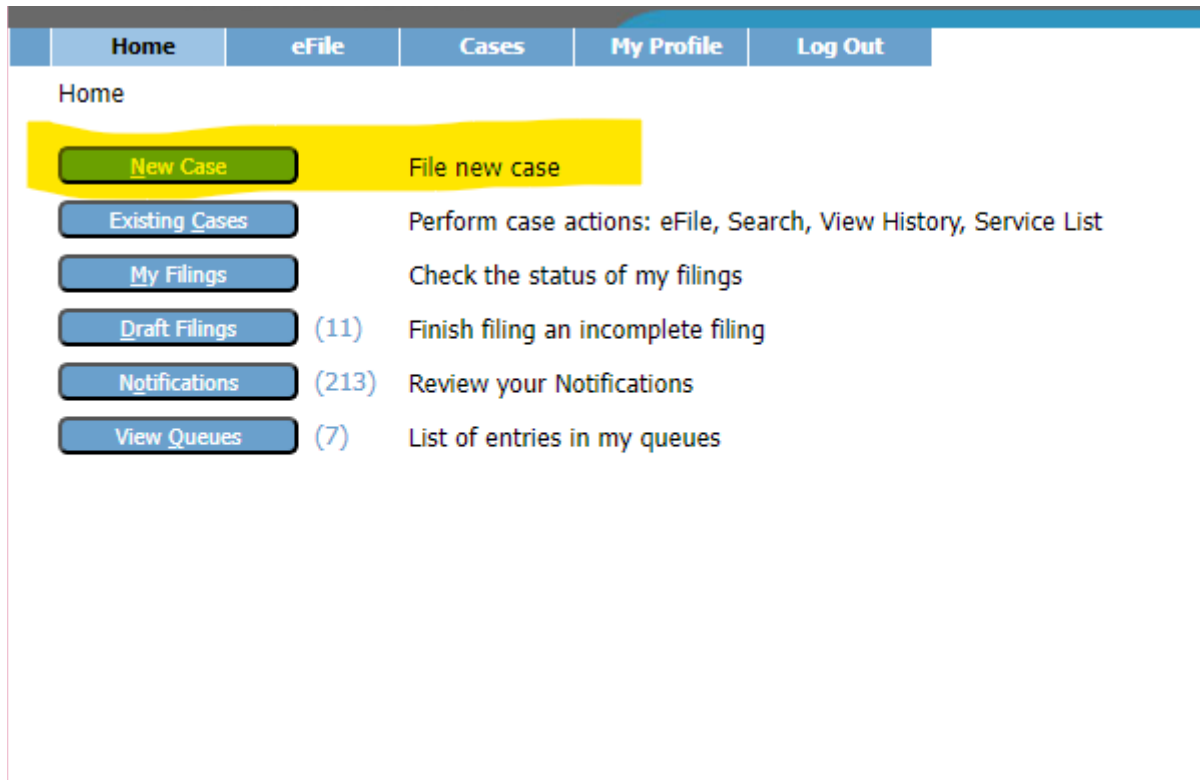 Home eFile Cases My Profile Log Out
Home
New Case File new case
Existing Cases Perform case actions: eFile, Search, View History, Service List
My Filings Check the status of my filings
Draft Filings (11) Finish filing an incomplete filing
Notifications (213) Review your Notifications
View Queues (7) List of entries in my queues